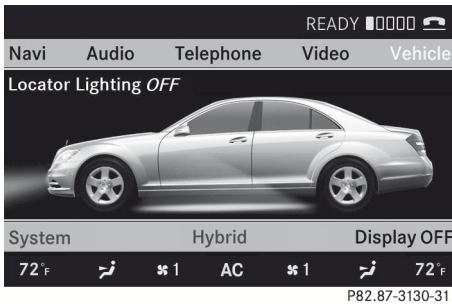 READY
Navi Audio Telephone Video Vehicle
Locator Lighting OFF
System Hybrid Display OFF
72°F 1 AC 1 72°F
P82.87-3130-31